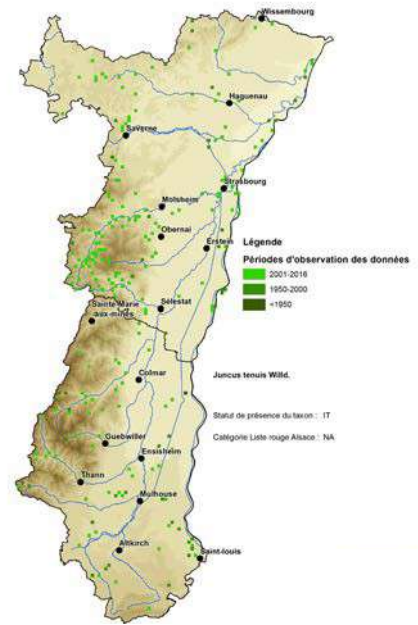 Wissembourg
Haguenau
Saverne
Strasbourg
Molsheim
Obernai
Erstein
Légende
Périodes d'observation des données
2001-2016
1950-2000
<1950
Sainte-Marie
aux-mines
Sélestat
Juncus tenuis Willd.
Colmar
Statut de présence du taxon : IT
Catégorie Liste rouge Alsace : NA
Guebwiller
Ensisheim
Thann
Mulhouse
Altkirch
Saint-louis